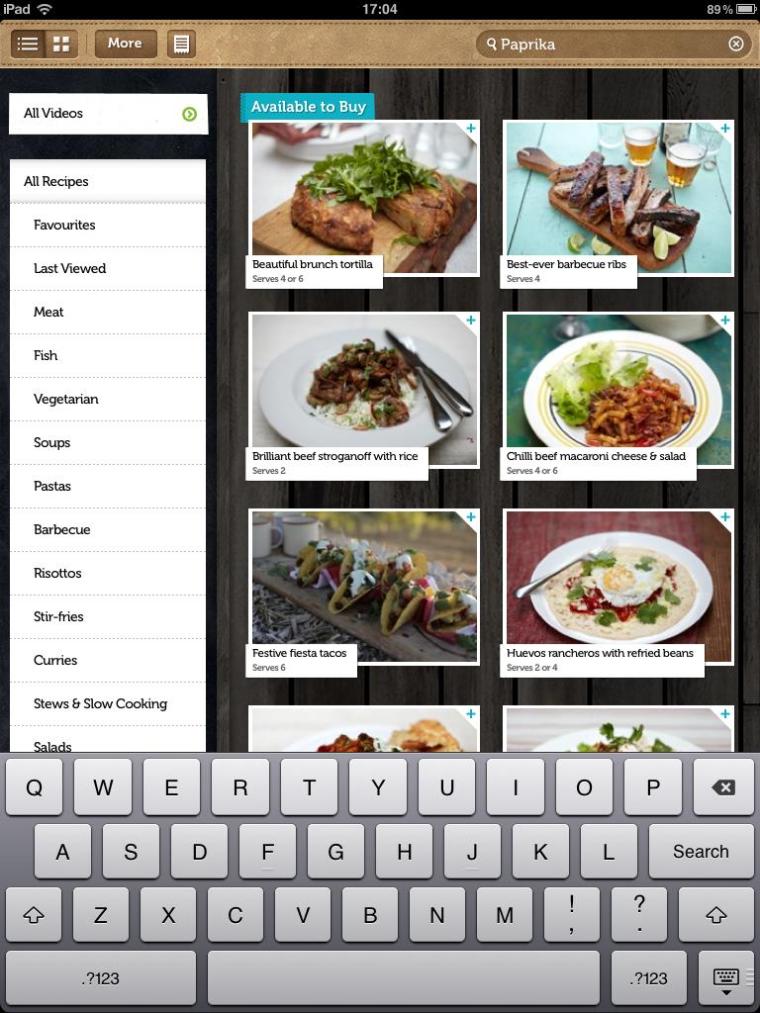 iPad
17:04
89%
More
Paprika
All Videos
All Recipes
Favourites
Last Viewed
Meat
Fish
Vegetarian
Soups
Pastas
Barbecue
Risottos
Stir-fries
Curries
Stews & Slow Cooking
Salads
Available to Buy
Beautiful brunch tortilla
Serves 4 or 6
Best-ever barbecue ribs
Serves 4
Brilliant beef stroganoff with rice
Serves 2
Chilli beef macaroni cheese & salad
Serves 4 or 6
Festive fiesta tacos
Serves 6
Huevos rancheros with refried beans
Serves 2 or 4
Q W E R T Y U I O P
A S D F G H J K L Search
Z X C V B N M ! , ? .
.?123 .?123